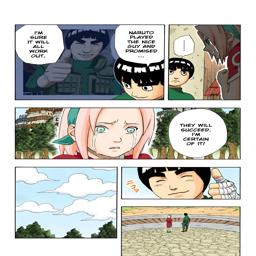 NARUTO
PLAYED
THE NICE
GUY AND
PROMISED
...
I'M
SURE
IT WILL
ALL
WORK
OUT.
THEY WILL
SUCCEED.
I'M
CERTAIN
OF IT!